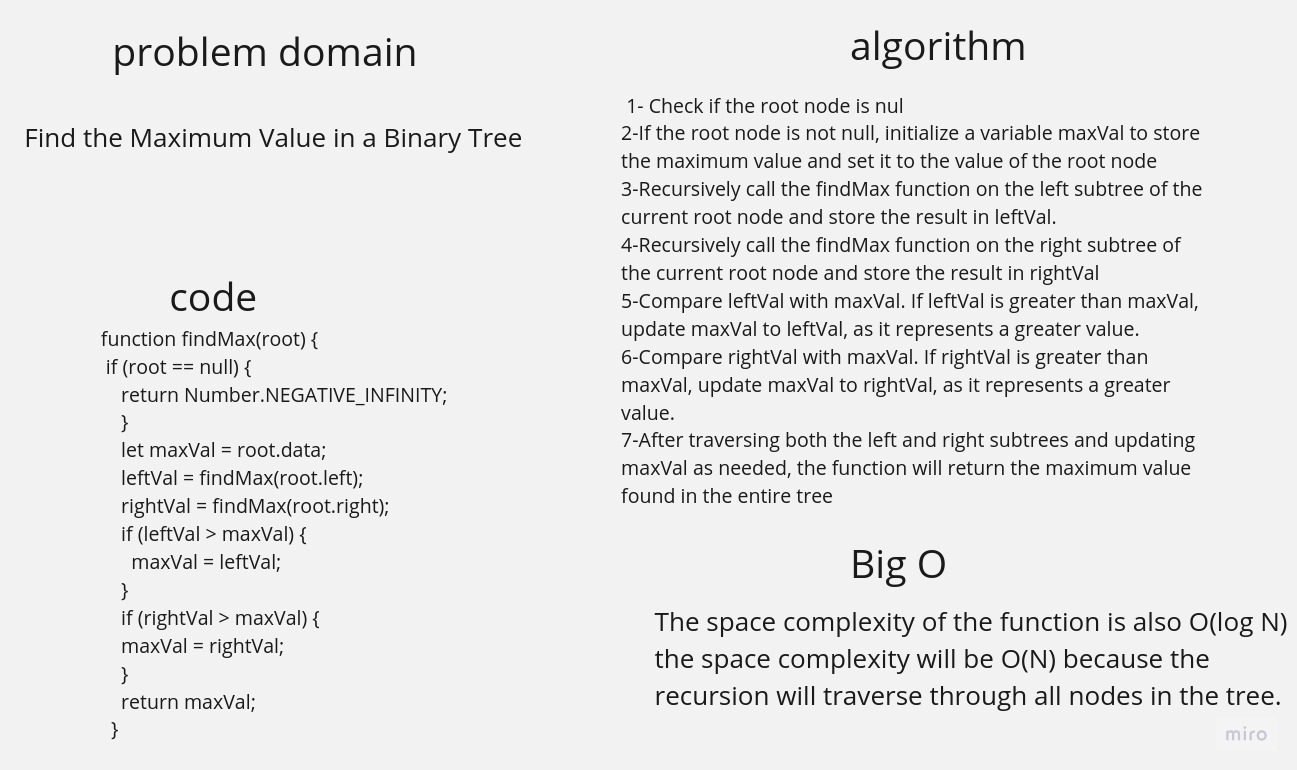 problem domain
Find the Maximum Value in a Binary Tree
code
function findMax(root) {
if (root == null) {
return Number.NEGATIVE_INFINITY;
}
let maxVal = root.data;
leftVal = findMax(root.left);
rightVal = findMax(root.right);
if (leftVal > maxVal) {
maxVal = leftVal;
}
if (rightVal > maxVal) {
maxVal = rightVal;
}
return maxVal;
}
algorithm
1- Check if the root node is nul
2-If the root node is not null, initialize a variable maxVal to store
the maximum value and set it to the value of the root node
3-Recursively call the findMax function on the left subtree of the
current root node and store the result in leftVal.
4-Recursively call the findMax function on the right subtree of
the current root node and store the result in rightVal
5-Compare leftVal with maxVal. If leftVal is greater than maxVal,
update maxVal to leftVal, as it represents a greater value.
6-Compare rightVal with maxVal. If rightVal is greater than
maxVal, update maxVal to rightVal, as it represents a greater
value.
7-After traversing both the left and right subtrees and updating
maxVal as needed, the function will return the maximum value
found in the entire tree
Big O
The space complexity of the function is also O(log N)
the space complexity will be O(N) because the
recursion will traverse through all nodes in the tree.
miro